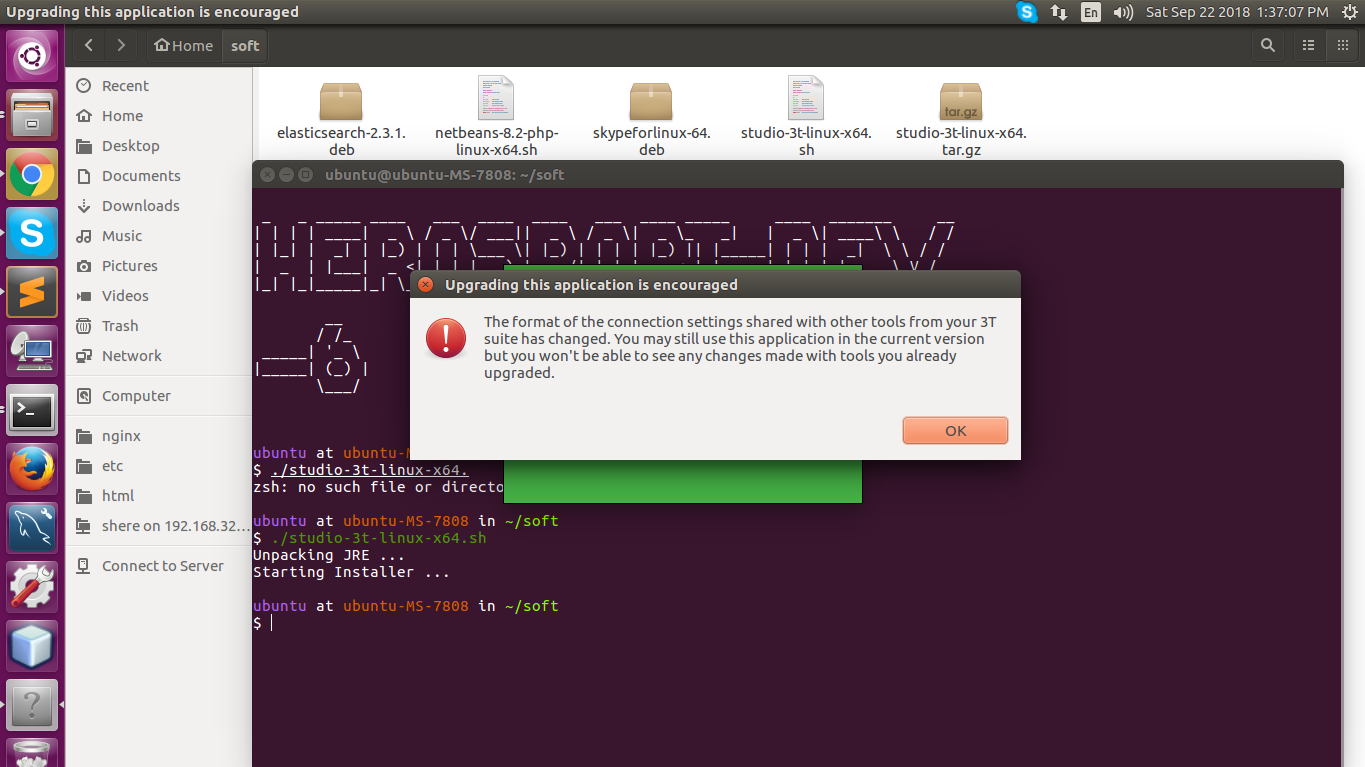 Upgrading this application is encouraged
En
Sat Sep 22 2018 1:37:07 PM
Home
soft
Recent
Home
Desktop
Documents
Downloads
Music
Pictures
Videos
Trash
Network
Computer
nginx
etc
html
shere on 192.168.32...
Connect to Server
elasticsearch-2.3.1.
deb
netbeans-8.2-php-
linux-x64.sh
skypeforlinux-64.
deb
studio-3t-linux-x64.
sh
tar.gz
studio-3t-linux-x64.
tar.gz
ubuntu@ubuntu-MS-7808: ~/soft
Upgrading this application is encouraged
The format of the connection settings shared with other tools from your 3T
suite has changed. You may still use this application in the current version
but you won't be able to see any changes made with tools you already
upgraded.
OK
ubuntu at
$ ./studio-3t-linux-x64.
zsh: no such file or directo
ubuntu at ubuntu-MS-7808 in ~/soft
$ ./studio-3t-linux-x64.sh
Unpacking JRE ...
Starting Installer ...
ubuntu at ubuntu-MS-7808 in ~/soft
$